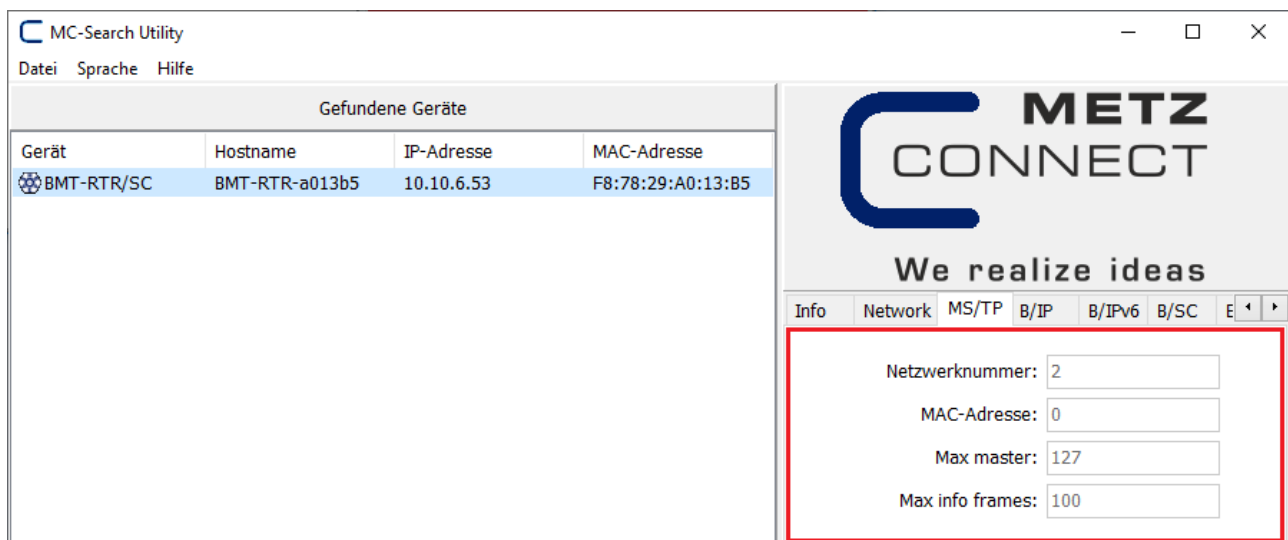 MC-Search Utility
Datei Sprache Hilfe
Gefundene Geräte
Gerät Hostname IP-Adresse MAC-Adresse
BMT-RTR/SC BMT-RTR-a013b5 10.10.6.53 F8:78:29:A0:13:B5
METZ
CONNECT
We realize ideas
Info Network MS/TP B/IP B/IPv6 B/SC
Netzwerknummer: 2
MAC-Adresse: 0
Max master: 127
Max info frames: 100